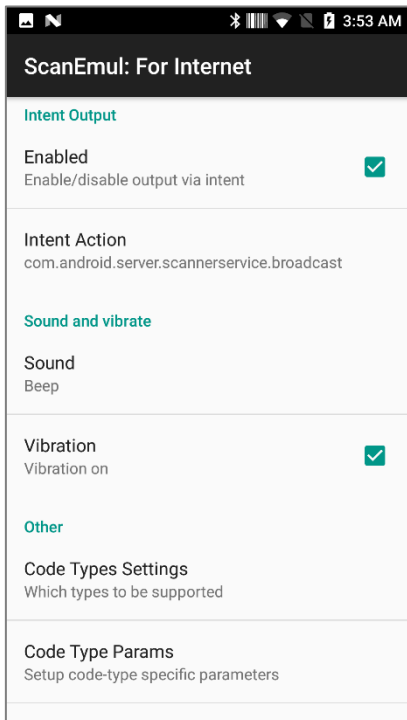 3:53 AM
ScanEmul: For Internet
Intent Output
Enabled
Enable/disable output via intent
Intent Action
com.android.server.scannerservice.broadcast
Sound and vibrate
Sound
Beep
Vibration
Vibration on
Other
Code Types Settings
Which types to be supported
Code Type Params
Setup code-type specific parameters